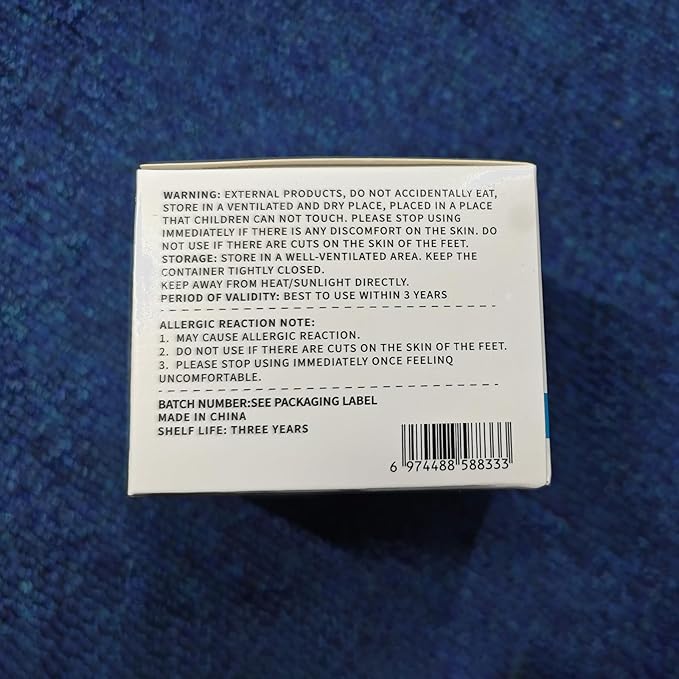 WARNING: EXTERNAL PRODUCTS, DO NOT ACCIDENTALLY EAT,
STORE IN A VENTILATED AND DRY PLACE, PLACED IN A PLACE
THAT CHILDREN CAN NOT TOUCH. PLEASE STOP USING
IMMEDIATELY IF THERE IS ANY DISCOMFORT ON THE SKIN. DO
NOT USE IF THERE ARE CUTS ON THE SKIN OF THE FEET.
STORAGE: STORE IN A WELL-VENTILATED AREA. KEEP THE
CONTAINER TIGHTLY CLOSED.
KEEP AWAY FROM HEAT/SUNLIGHT DIRECTLY.
PERIOD OF VALIDITY: BEST TO USE WITHIN 3 YEARS
ALLERGIC REACTION NOTE:
1. MAY CAUSE ALLERGIC REACTION.
2. DO NOT USE IF THERE ARE CUTS ON THE SKIN OF THE FEET.
3. PLEASE STOP USING IMMEDIATELY ONCE FEELINQ
UNCOMFORTABLE.
BATCH NUMBER:SEE PACKAGING LABEL
MADE IN CHINA
SHELF LIFE: THREE YEARS
6 974488 588333